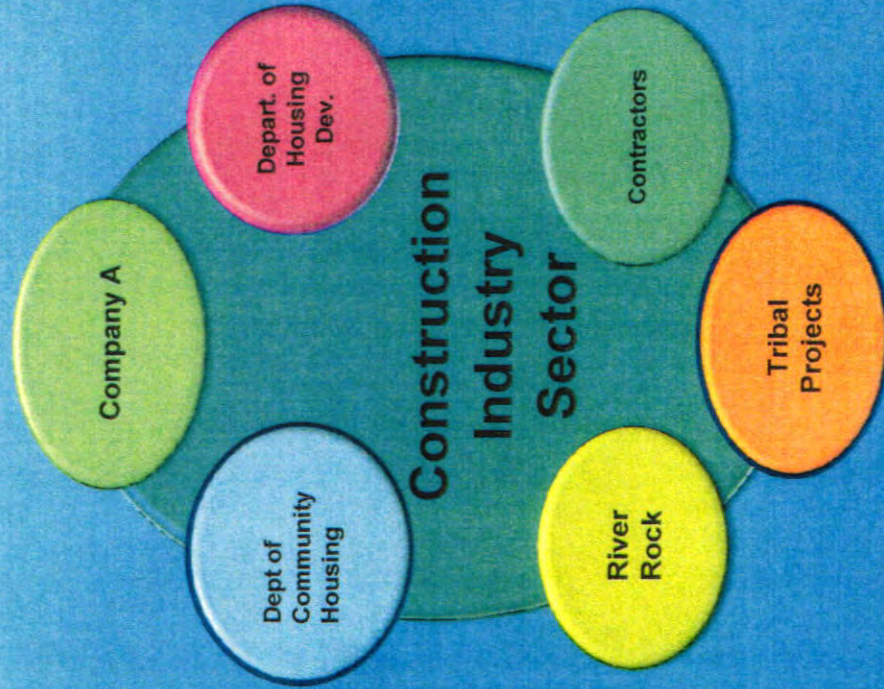 Company A
Dept of
Community
Housing
Depart. of
Housing
Dev.
Construction
Industry
Sector
River
Rock
Contractors
Tribal
Projects